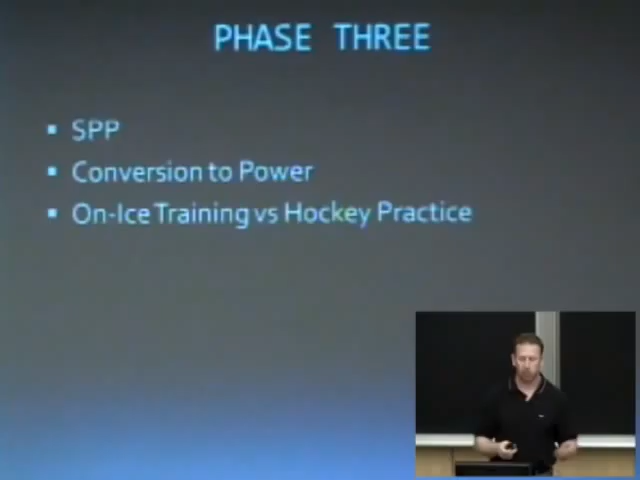 PHASE THREE
SPP
Conversion to Power
On-Ice Training vs Hockey Practice